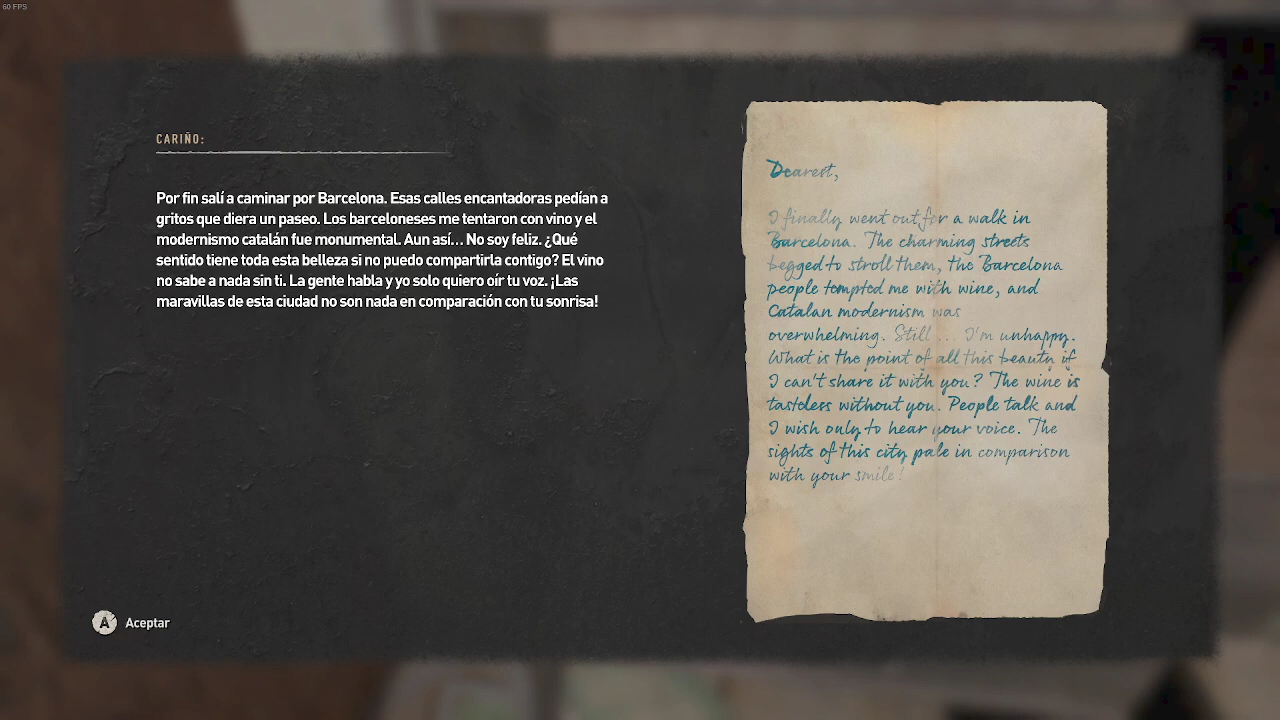 60 FPS
CARIÑO:
Por fin salí a caminar por Barcelona. Esas calles encantadoras pedían a
gritos que diera un paseo. Los barceloneses me tentaron con vino y el
modernismo catalán fue monumental. Aun así... No soy feliz. ¿Qué
sentido tiene toda esta belleza si no puedo compartirla contigo? El vino
no sabe a nada sin ti. La gente habla y yo solo quiero oír tu voz. ¡Las
maravillas de esta ciudad no son nada en comparación con tu sonrisa!
Dearest,
I finally went out for a walk in
Barcelona. The charming streets
begged to stroll them, the Barcelona
people tempted me with wine, and
Catalan modernism was
overwhelming. Still... I'm unhappy.
What is the point of all this beauty if
I can't share it with you? The wine is
tasteless without you. People talk and
I wish only to hear your voice. The
sights of this city pale in comparison
with your smile!
A Aceptar